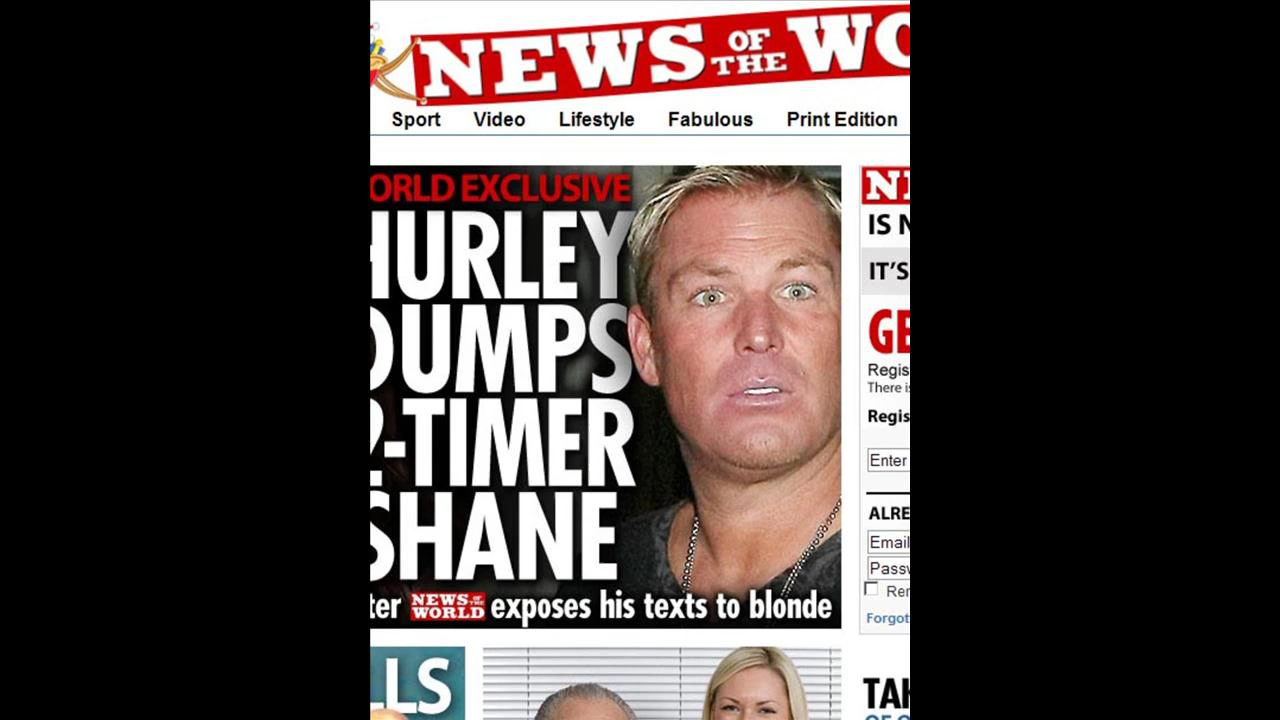 NEWS OF THE WO
Sport Video Lifestyle Fabulous Print Edition
ORLD EXCLUSIVE
HURLEY
DUMPS
2-TIMER
SHANE
ter NEWS OF THE WORLD exposes his texts to blonde
LLS
IS N
IT'S
GE
Regis
There is
Regis
Enter
ALRE
Email
Passw
Rem
Forgot
TAK